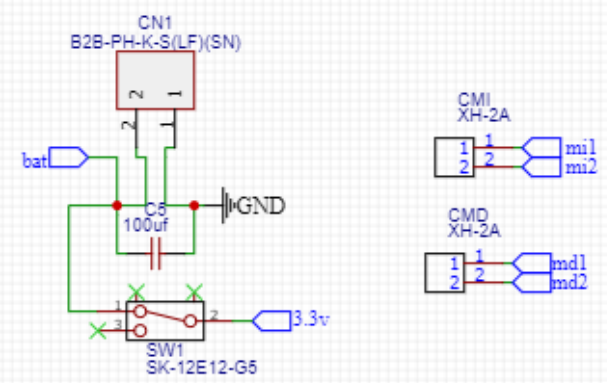 CN1
B2B-PH-K-S(LF)(SN)
2 1
2 1
bat
GND
C5
100uf
1
3
2
3.3v
SW1
SK-12E12-G5
CMI
XH-2A
1 1 mi1
2 2 mi2
CMD
XH-2A
1 1 md1
2 2 md2